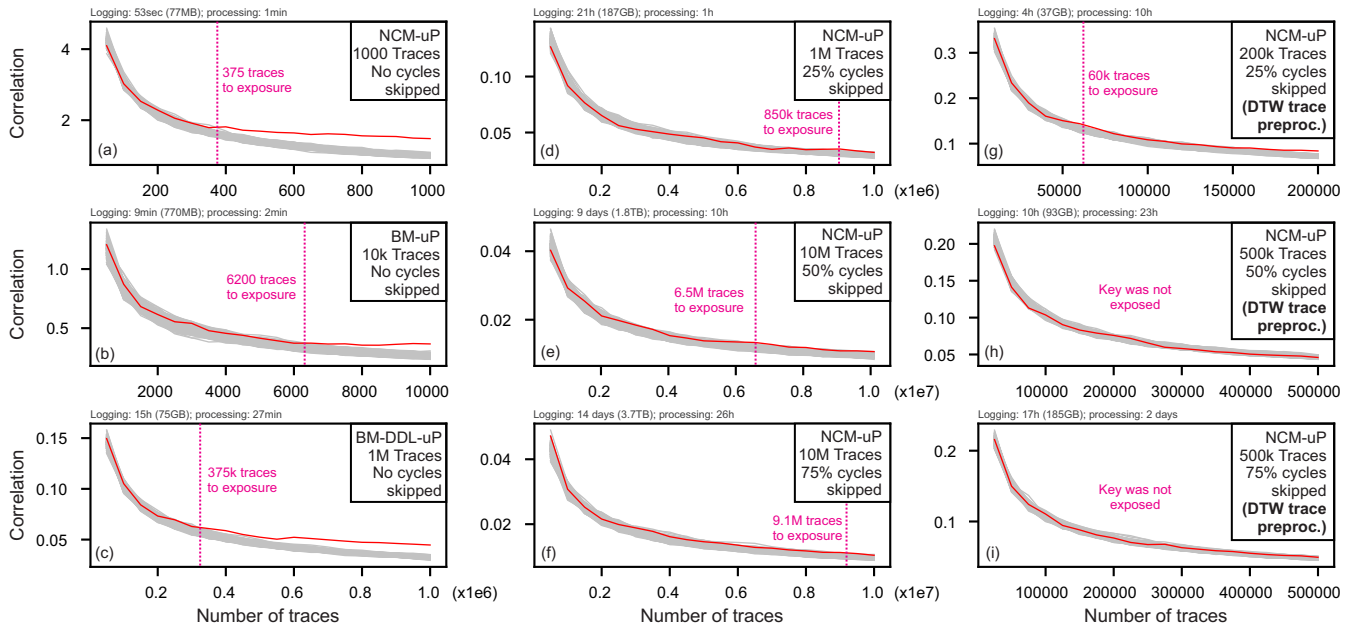 Logging: 53sec (77MB); processing: 1min
Correlation
4
2
NCM-uP
1000 Traces
No cycles
skipped
375 traces
to exposure
(a)
200
400
600
800
1000
Logging: 21h (187GB); processing: 1h
0.10
0.05
NCM-uP
1M Traces
25% cycles
skipped
850k traces
to exposure
(d)
0.2
0.4
0.6
0.8
1.0
(x1e6)
Logging: 4h (37GB); processing: 10h
0.3
0.2
0.1
NCM-uP
200k Traces
25% cycles
skipped
(DTW trace
preproc.)
60k traces
to exposure
(g)
50000
100000
150000
200000
Logging: 9min (770MB); processing: 2min
Correlation
1.0
0.5
BM-uP
10k Traces
No cycles
skipped
6200 traces
to exposure
(b)
2000
4000
6000
8000
10000
Logging: 9 days (1.8TB); processing: 10h
0.04
0.02
NCM-uP
10M Traces
50% cycles
skipped
6.5M traces
to exposure
(e)
0.2
0.4
0.6
0.8
1.0
(x1e7)
Logging: 10h (93GB); processing: 23h
0.20
0.15
0.10
0.05
NCM-uP
500k Traces
50% cycles
skipped
(DTW trace
preproc.)
Key was not
exposed
(h)
100000
200000
300000
400000
500000
Logging: 15h (75GB); processing: 27min
Correlation
0.15
0.10
0.05
BM-DDL-uP
1M Traces
No cycles
skipped
375k traces
to exposure
(c)
0.2
0.4
0.6
0.8
1.0
(x1e6)
Number of traces
Logging: 14 days (3.7TB); processing: 26h
0.04
0.02
NCM-uP
10M Traces
75% cycles
skipped
9.1M traces
to exposure
(f)
0.2
0.4
0.6
0.8
1.0
(x1e7)
Number of traces
Logging: 17h (185GB); processing: 2 days
0.2
0.1
NCM-uP
500k Traces
75% cycles
skipped
(DTW trace
preproc.)
Key was not
exposed
(i)
100000
200000
300000
400000
500000
Number of traces